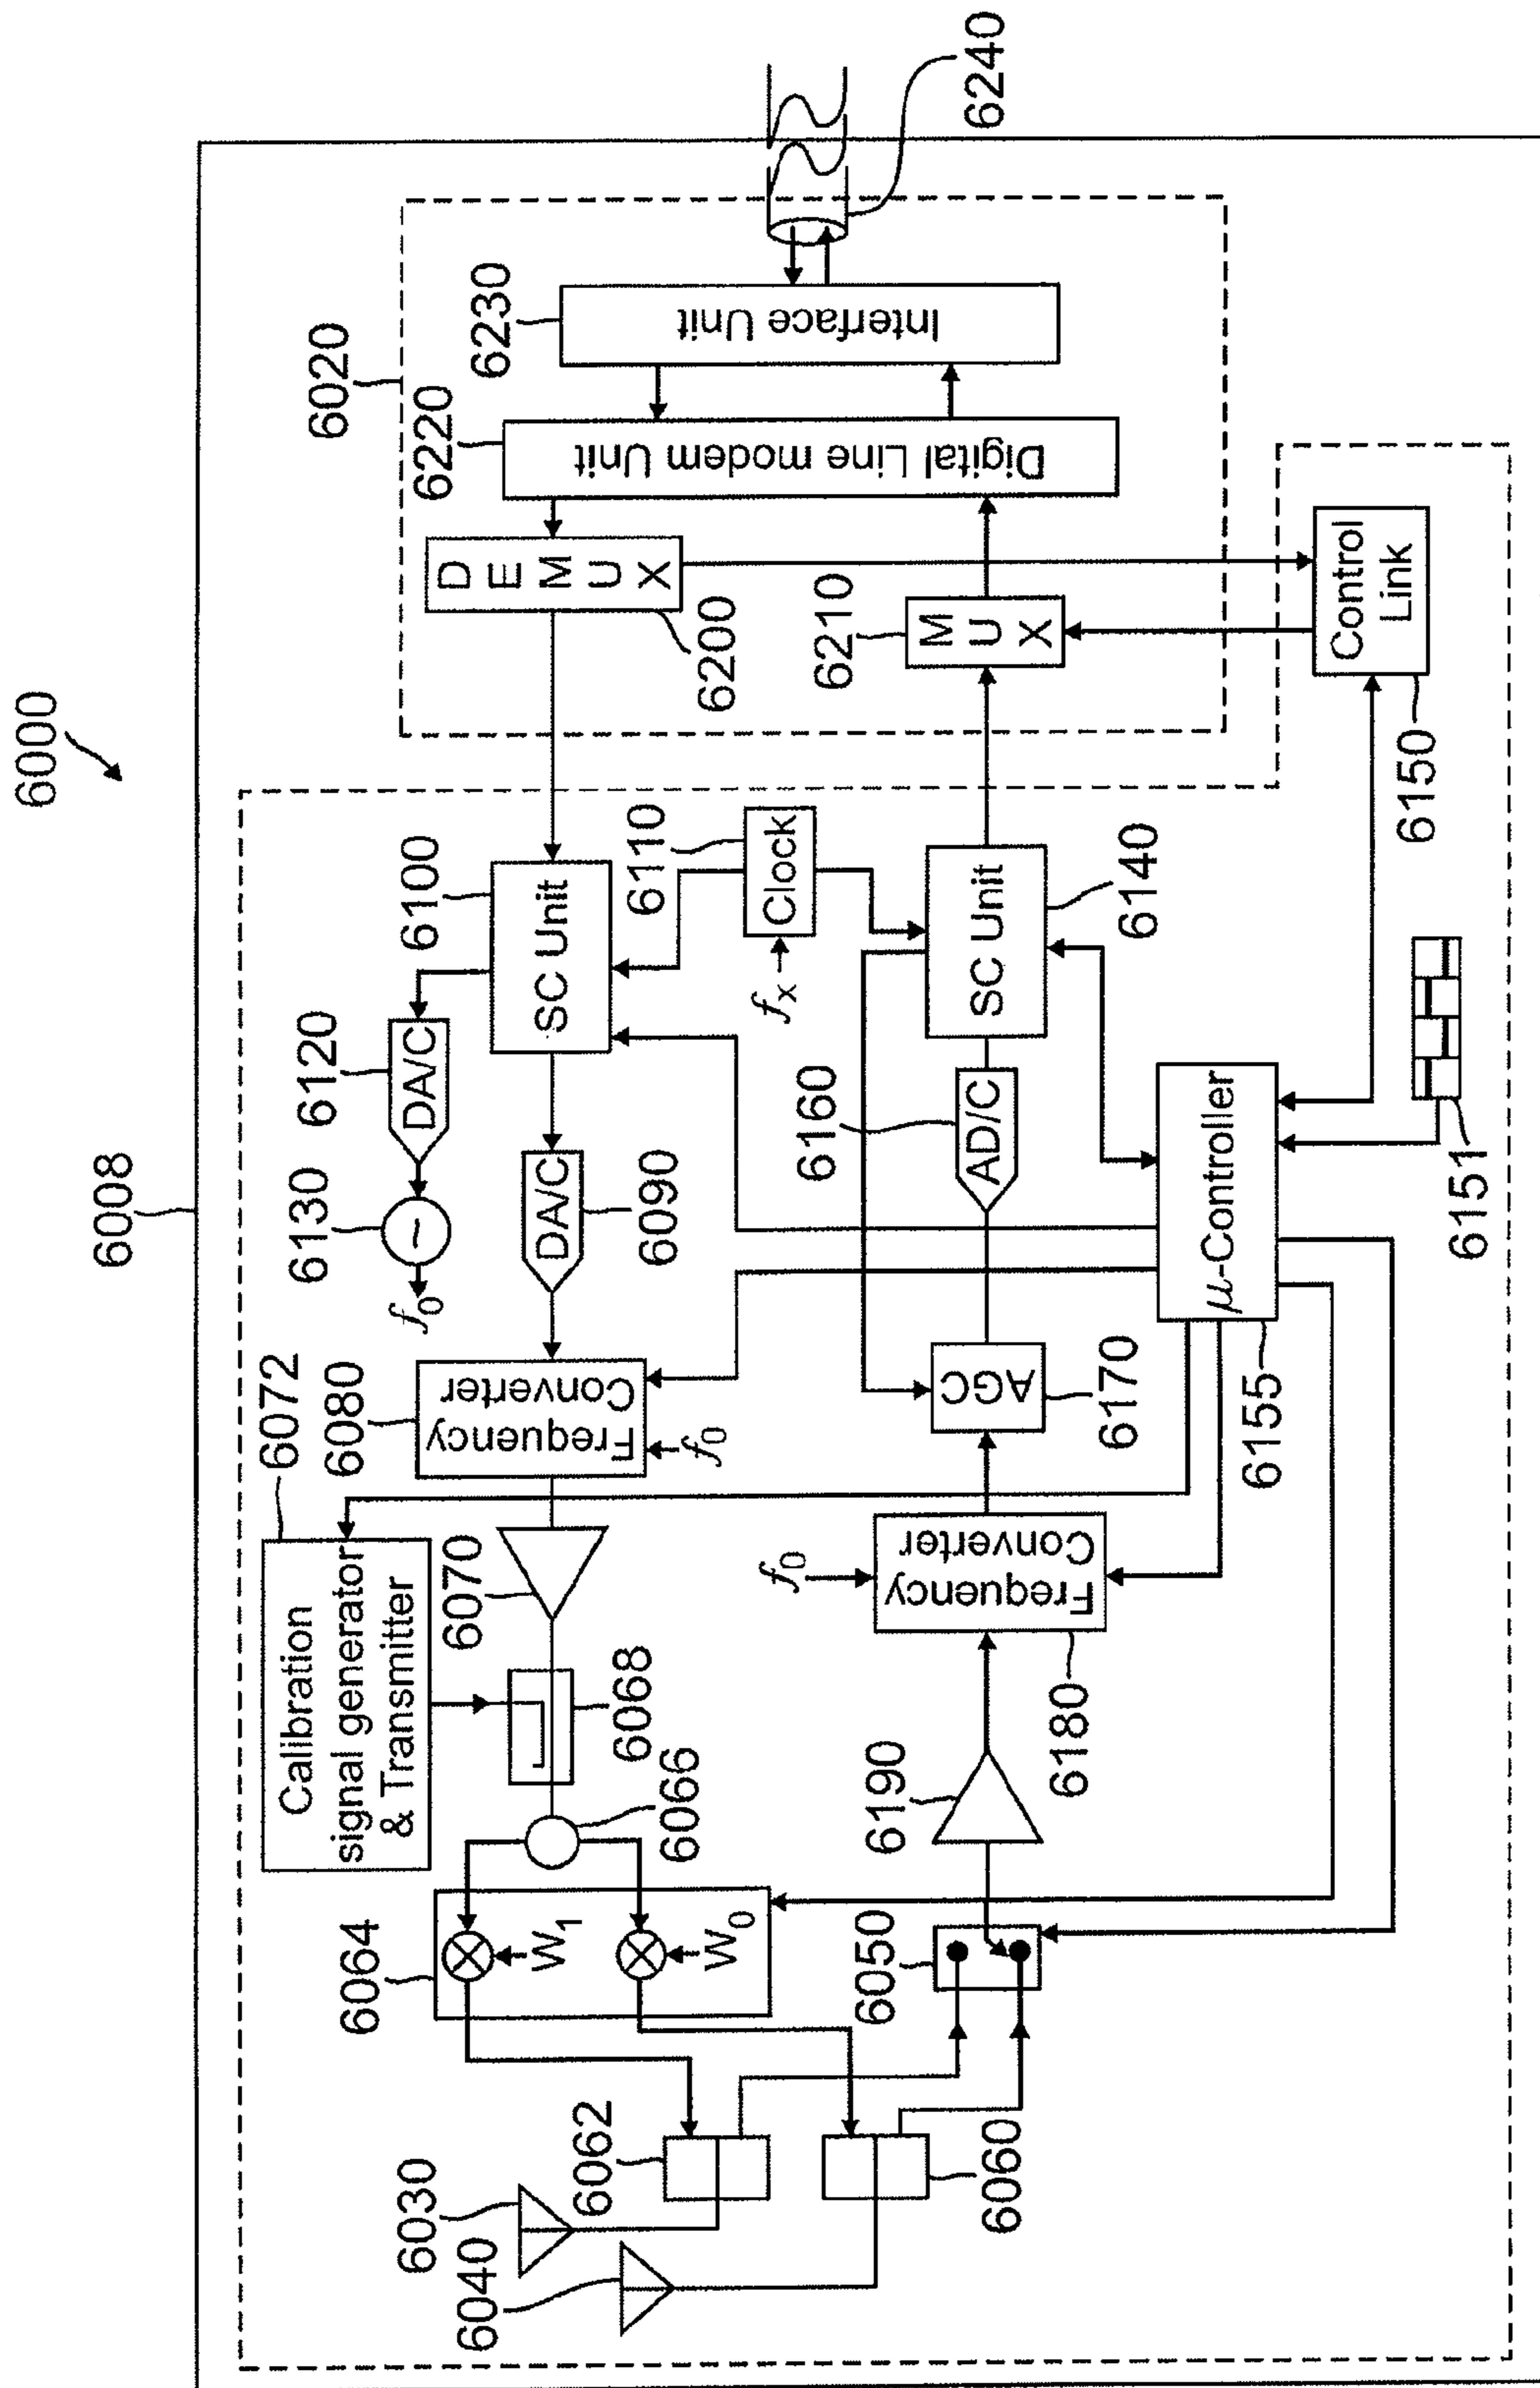 6000
6008
6020
6072
Calibration
signal generator
& Transmitter
6130
6120
DA/C
f0
6100
SC Unit
6080
Frequency
Converter
f0
DA/C
6090
6070
6068
6066
6064
W1
W0
6062
6030
6040
6060
6050
6190
6180
Frequency
Converter
f0
AGC
6170
6160
AD/C
SC Unit
6140
6110
Clock
fx
DEMUX
6200
6210
MUX
6220
Digital Line modem Unit
6230
Interface Unit
6240
Control
Link
6150
μ-Controller
6155
6151